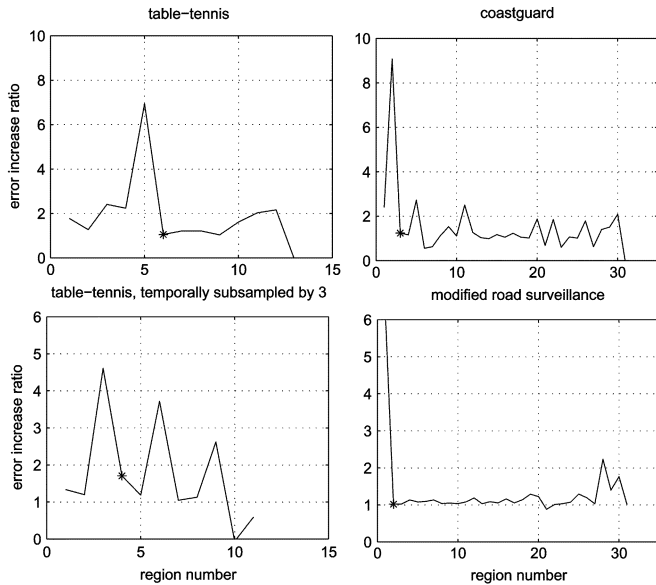 table−tennis
error increase ratio
10
8
6
4
2
0
0 5 10 15
coastguard
10
8
6
4
2
0
0 10 20 30
table−tennis, temporally subsampled by 3
error increase ratio
6
5
4
3
2
1
0
0 5 10 15
region number
modified road surveillance
6
5
4
3
2
1
0
0 10 20 30
region number